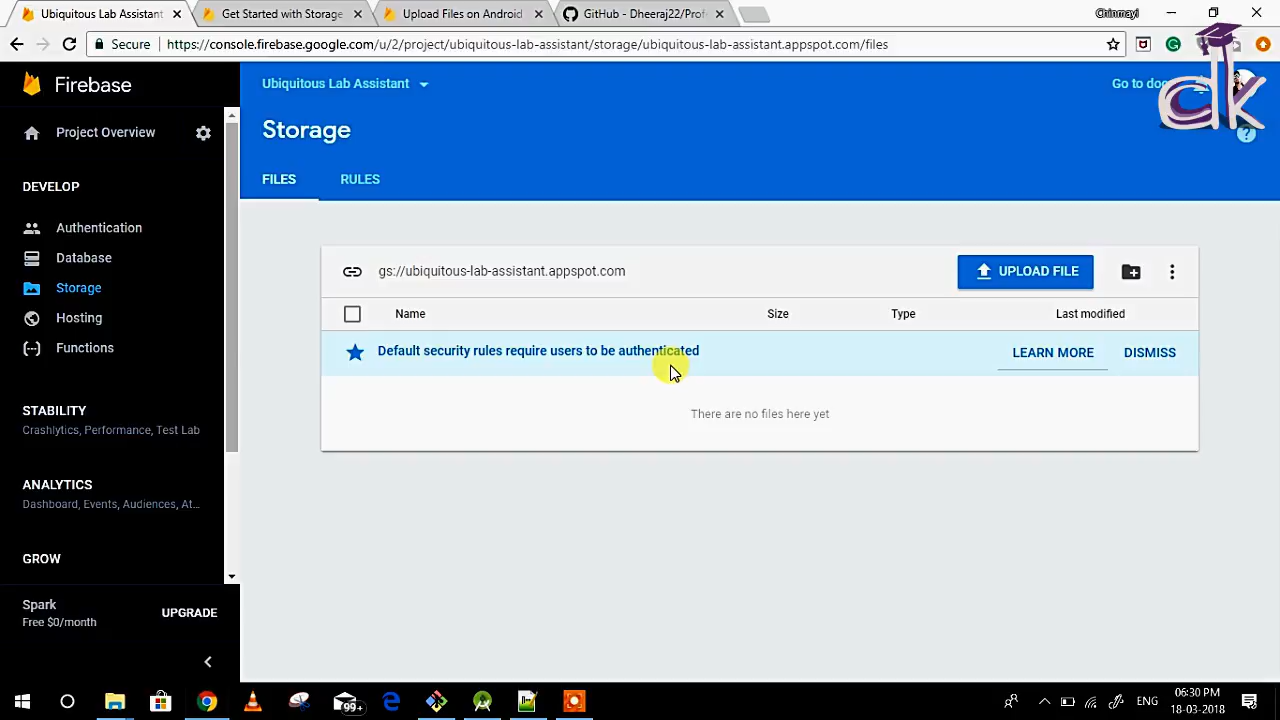 Ubiquitous Lab Assistant
Get Started with Storage
Upload Files on Android
GitHub - Dheeraj22/Prof
Chinmayi
Secure
https://console.firebase.google.com/u/2/project/ubiquitous-lab-assistant/storage/ubiquitous-lab-assistant.appspot.com/files
Firebase
Ubiquitous Lab Assistant
Go to doc
dk
Project Overview
Storage
FILES
RULES
DEVELOP
Authentication
Database
Storage
Hosting
Functions
gs://ubiquitous-lab-assistant.appspot.com
UPLOAD FILE
Name
Size
Type
Last modified
Default security rules require users to be authenticated
LEARN MORE
DISMISS
There are no files here yet
STABILITY
Crashlytics, Performance, Test Lab
ANALYTICS
Dashboard, Events, Audiences, At...
GROW
Spark
Free $0/month
UPGRADE
99+
ENG
06:30 PM
18-03-2018